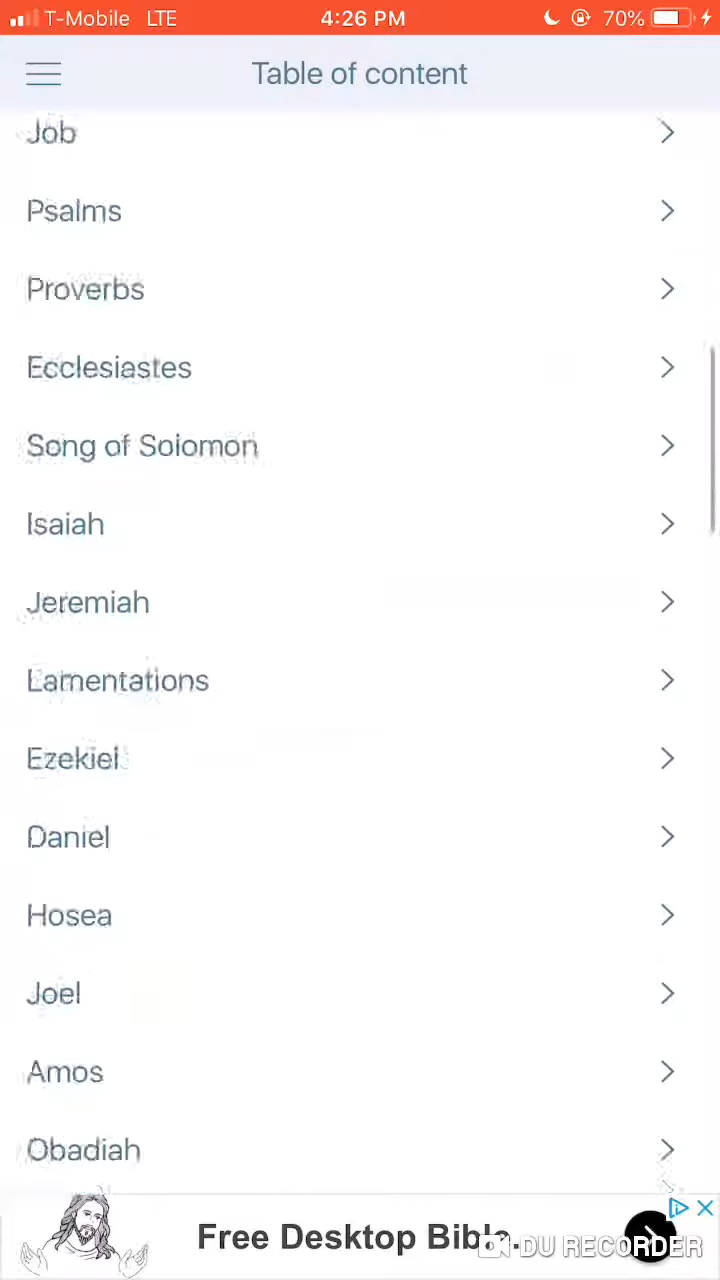 T-Mobile LTE 4:26 PM 70%
Table of content
Job
Psalms
Proverbs
Ecclesiastes
Song of Solomon
Isaiah
Jeremiah
Lamentations
Ezekiel
Daniel
Hosea
Joel
Amos
Obadiah
Free Desktop Bible.
DU RECORDER